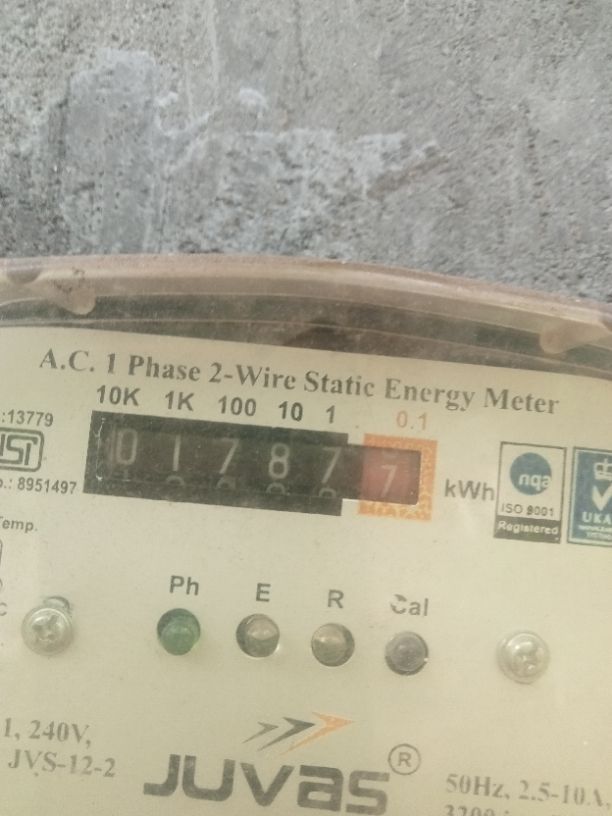 A.C. 1 Phase 2-Wire Static Energy Meter
10K 1K 100 10 1 0.1
:13779
0 1 7 8 7 7 kWh
ISI
.: 8951497
nqa
ISO 9001
Registered
UKA
Temp.
Ph E R Cal
1, 240V,
JVS-12-2
JUVAS ®
50Hz, 2.5-10A,